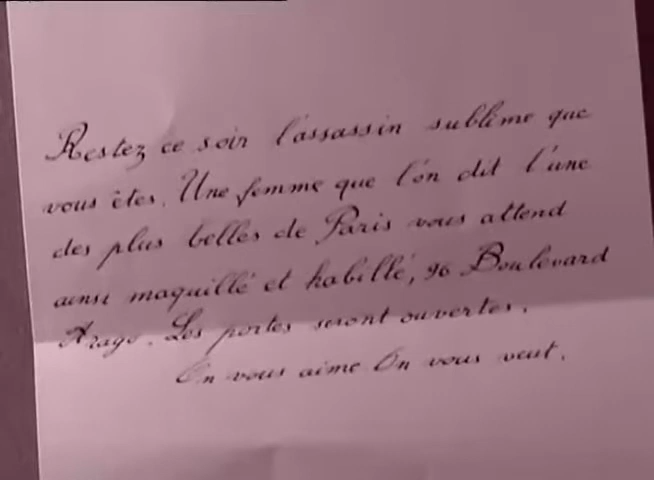 Restez ce soir l'assassin sublime que
vous êtes. Une femme que l'on dit l'une
des plus belles de Paris vous attend
ainsi maquillé et habillé, 96 Boulevard
Arago. Les portes seront ouvertes.
On vous aime On vous veut.